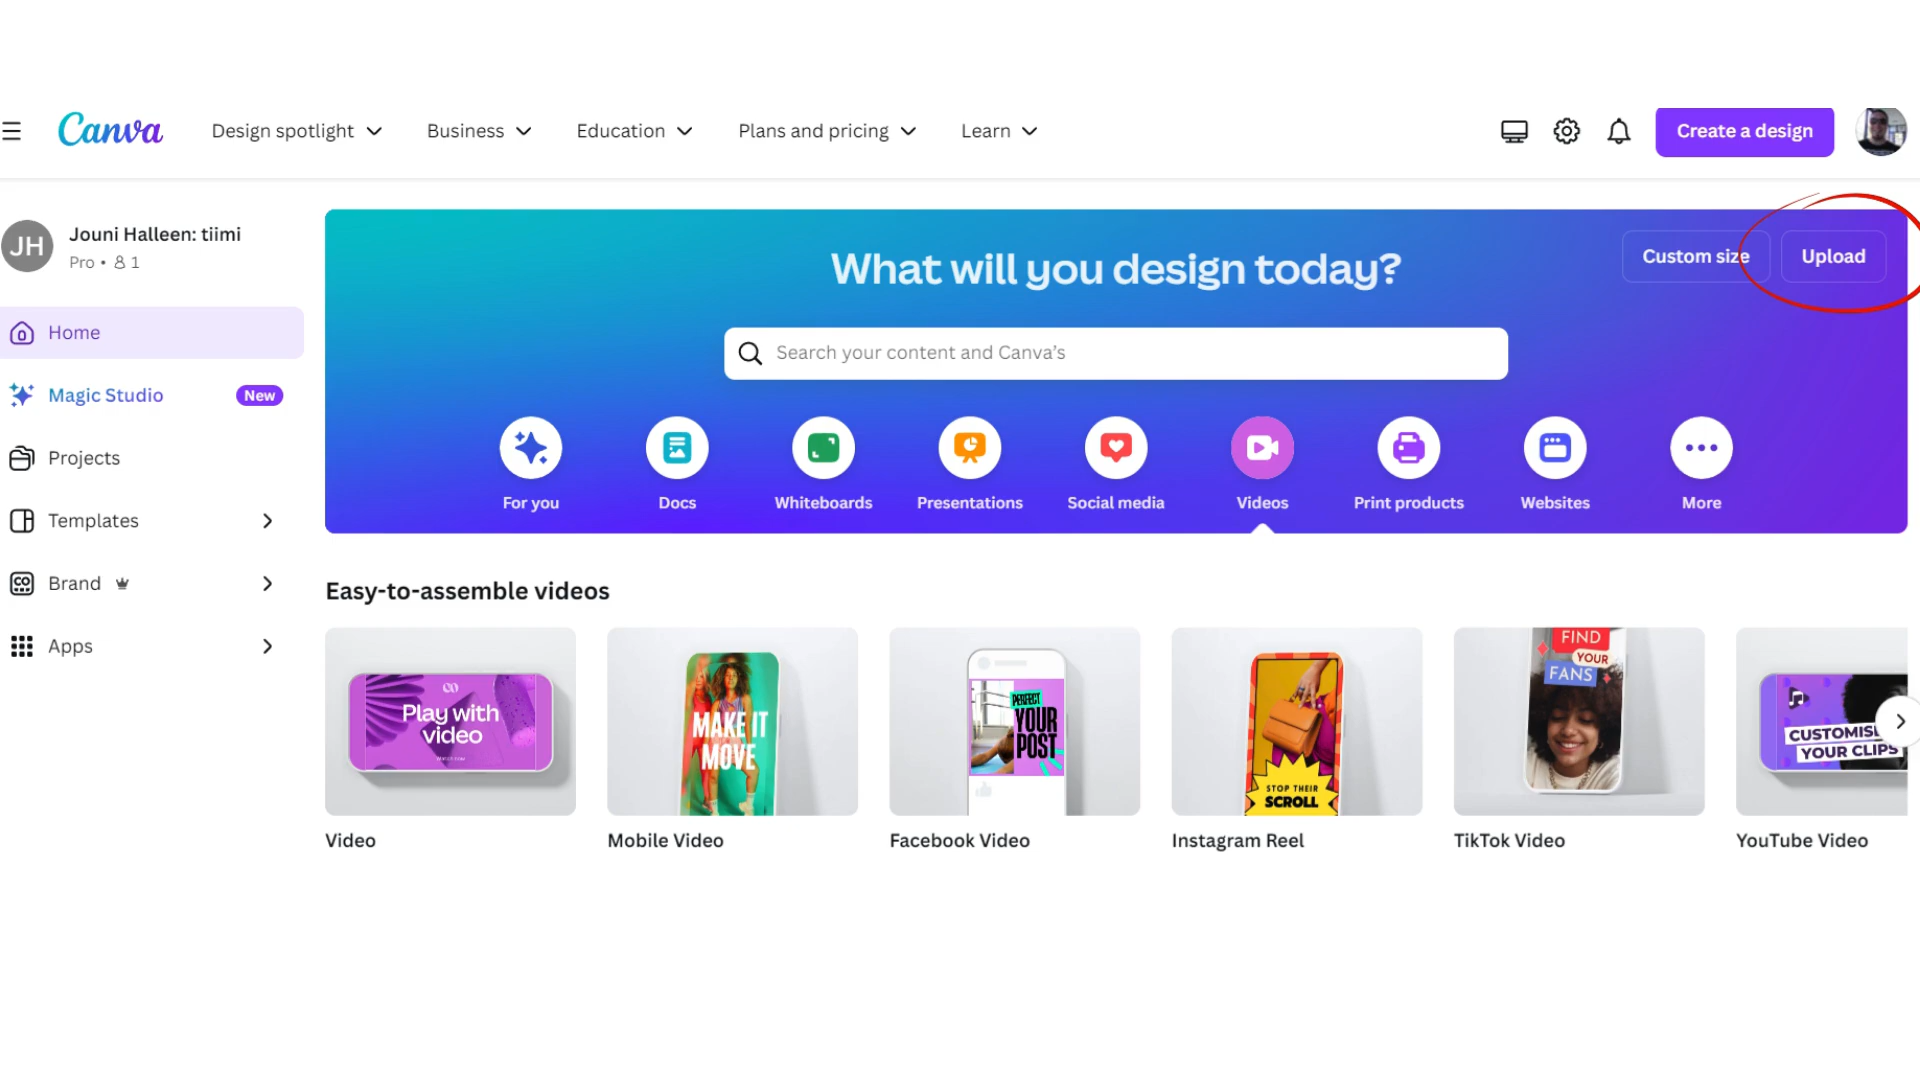 Canva
Design spotlight
Business
Education
Plans and pricing
Learn
Create a design
JH
Jouni Halleen: tiimi
Pro • 1
Home
Magic Studio
New
Projects
Templates
CO
Brand
Apps
What will you design today?
Custom size
Upload
Search your content and Canva's
For you
Docs
Whiteboards
Presentations
Social media
Videos
Print products
Websites
More
Easy-to-assemble videos
Play with
video
MAKE IT
MOVE
PERFECT
YOUR
POST
STOP THEIR
SCROLL
FIND
YOUR
FANS
CUSTOMIS
YOUR CLIPS
Video
Mobile Video
Facebook Video
Instagram Reel
TikTok Video
YouTube Video